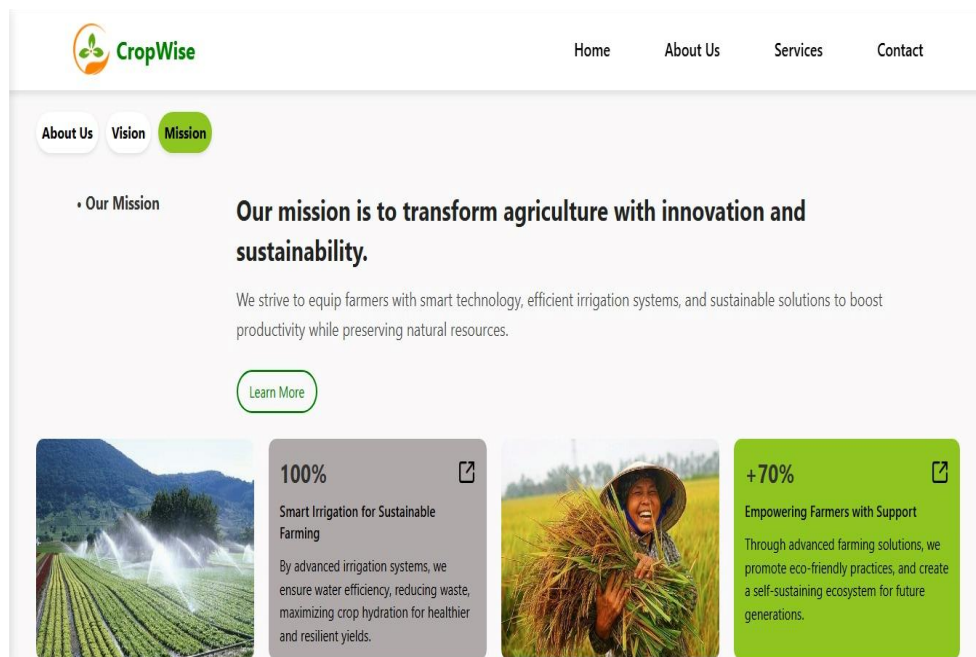 CropWise
Home
About Us
Services
Contact
About Us
Vision
Mission
• Our Mission
Our mission is to transform agriculture with innovation and
sustainability.
We strive to equip farmers with smart technology, efficient irrigation systems, and sustainable solutions to boost
productivity while preserving natural resources.
Learn More
100%
Smart Irrigation for Sustainable
Farming
By advanced irrigation systems, we
ensure water efficiency, reducing waste,
maximizing crop hydration for healthier
and resilient yields.
+70%
Empowering Farmers with Support
Through advanced farming solutions, we
promote eco-friendly practices, and create
a self-sustaining ecosystem for future
generations.